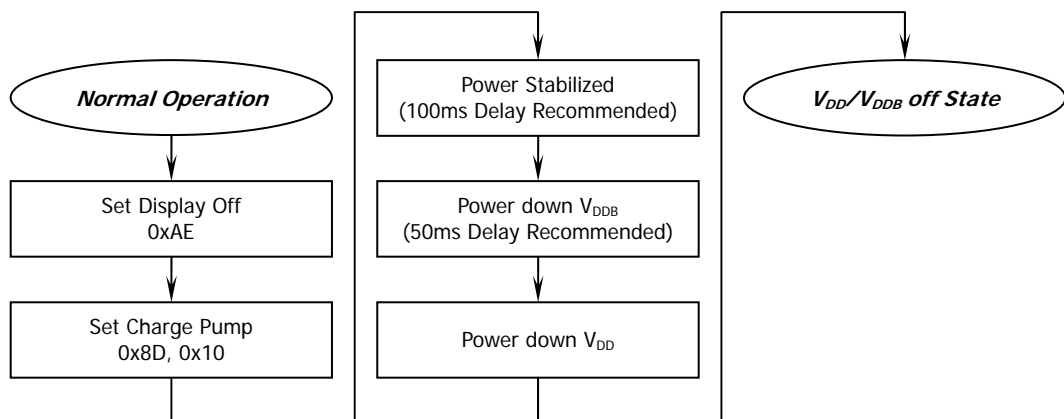 Normal Operation
Set Display Off
0xAE
Set Charge Pump
0x8D, 0x10
Power Stabilized
(100ms Delay Recommended)
Power down VDDB
(50ms Delay Recommended)
Power down VDD
VDD/VDDB off State